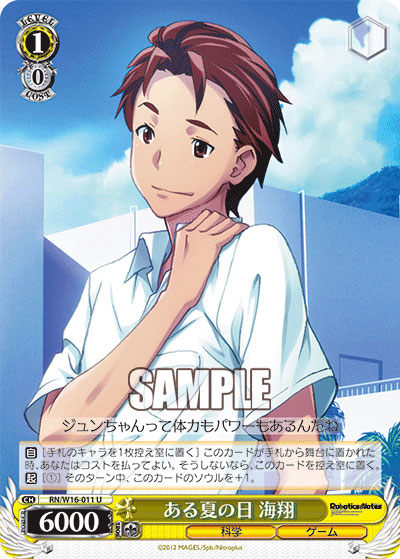 LEVEL
1
0
COST
SAMPLE
ジュンちゃんって体力もパワーもあるんだね
自 [手札のキャラを1枚控え室に置く] このカードが手札から舞台に置かれた
時、あなたはコストを払ってよい。そうしないなら、このカードを控え室に置く。
起 [①] そのターン中、このカードのソウルを+1。
CH RN/W16-011 U
ある夏の日 海翔
Robotics;Notes
6000
科学 ゲーム
©2012 MAGES./5pb./Nitroplus